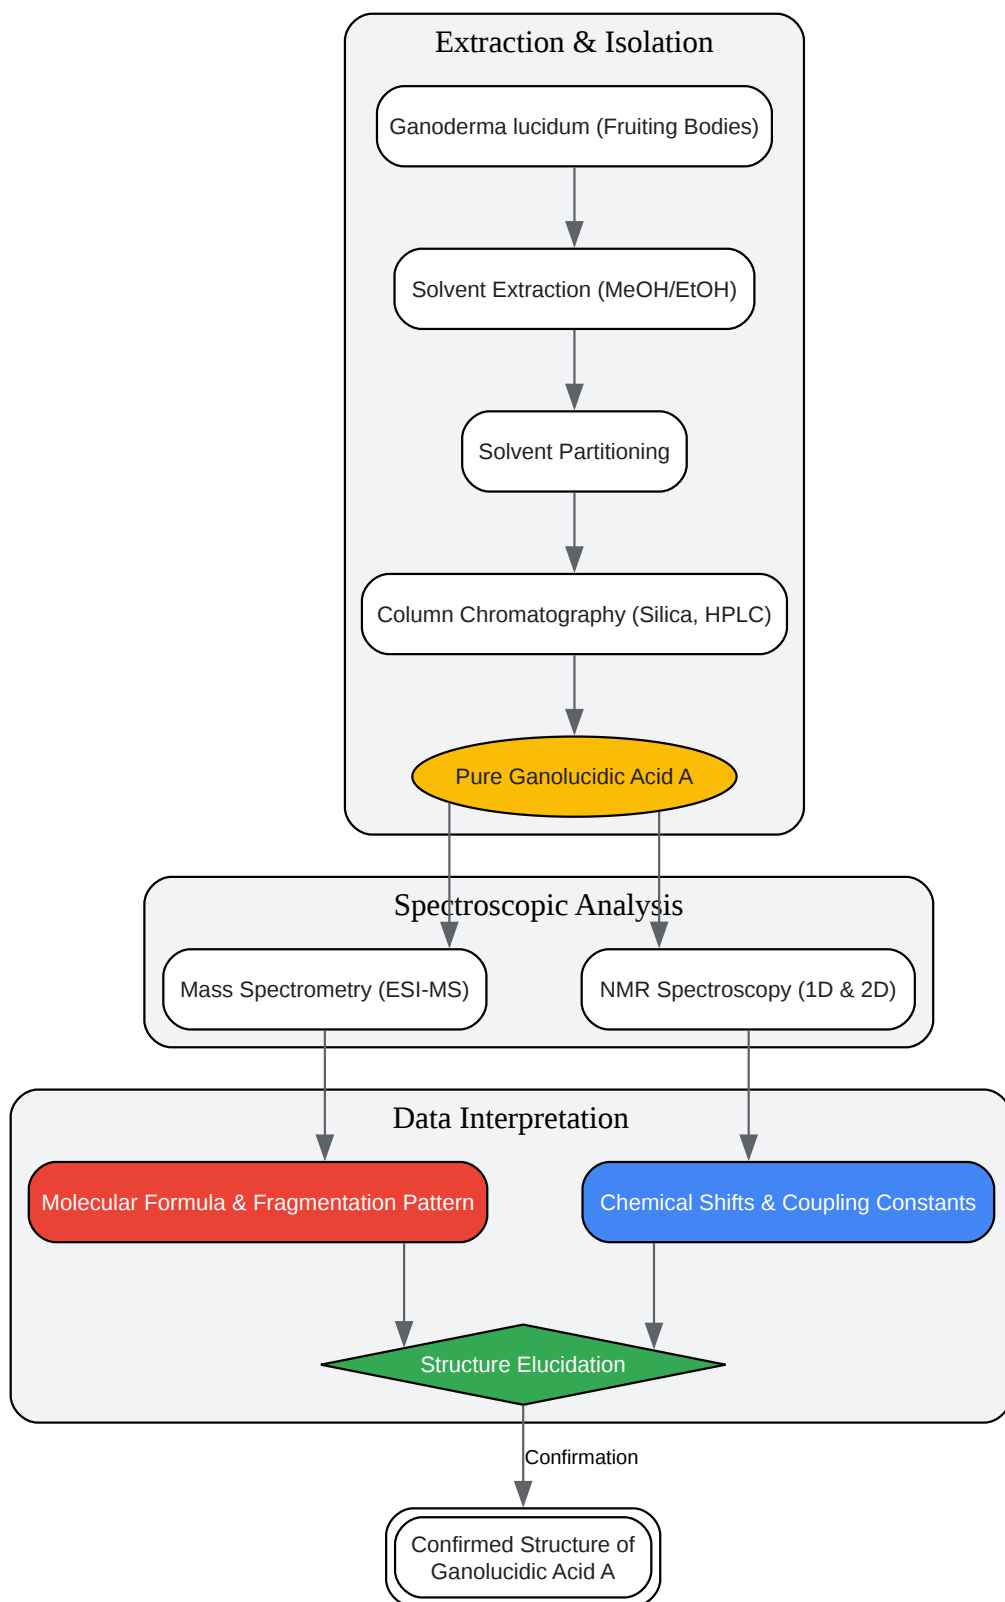 Extraction & Isolation
Ganoderma lucidum (Fruiting Bodies)
Solvent Extraction (MeOH/EtOH)
Solvent Partitioning
Column Chromatography (Silica, HPLC)
Pure Ganolucidic Acid A
Spectroscopic Analysis
Mass Spectrometry (ESI-MS)
NMR Spectroscopy (1D & 2D)
Data Interpretation
Molecular Formula & Fragmentation Pattern
Chemical Shifts & Coupling Constants
Structure Elucidation
Confirmation
Confirmed Structure of
Ganolucidic Acid A